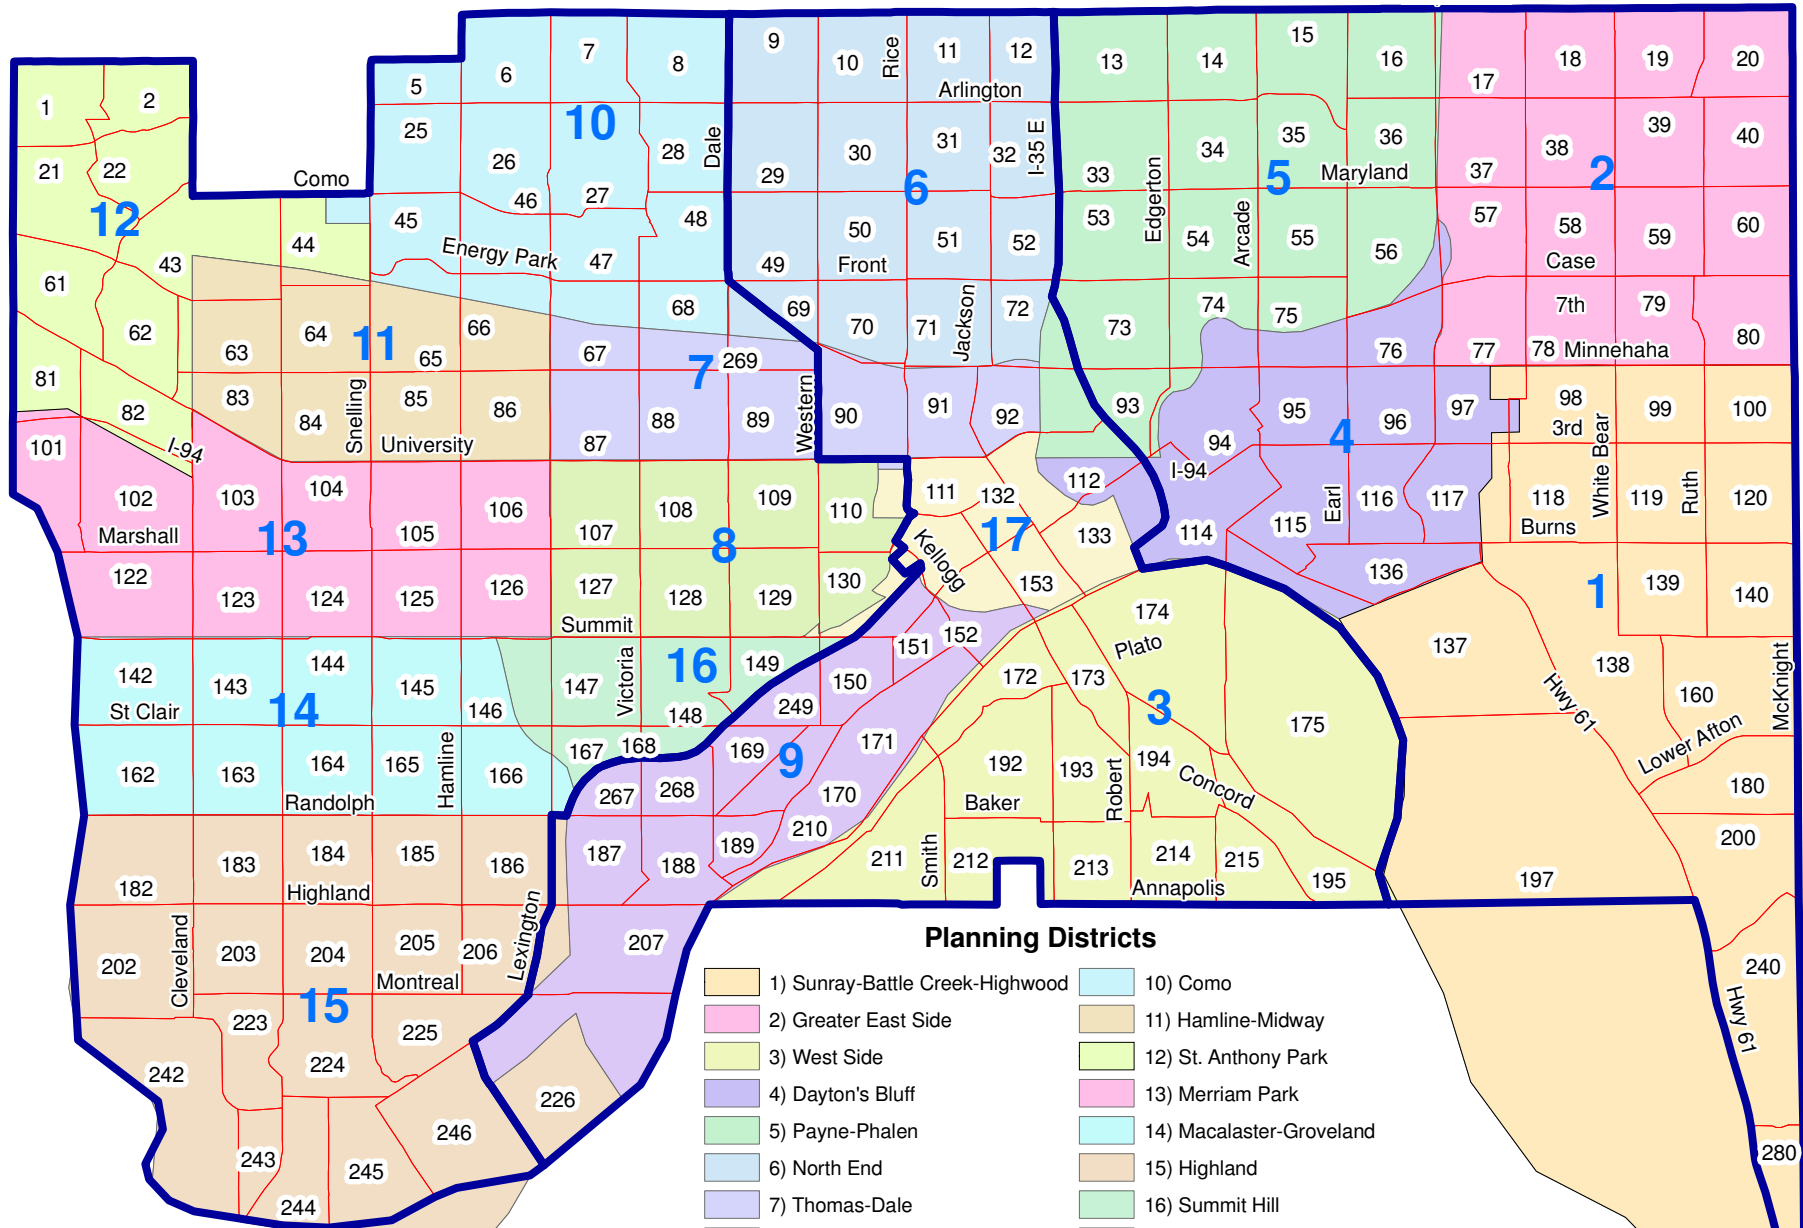 9 Rice 11 12 15
7 8 10 13 14 16 18 19 20
6 5 Arlington 17
1 2 25 10 Dale 31 I-35 E 35 36 39 40
26 28 30 32 34 38
21 22 Como 46 27 29 6 33 Edgerton 5 Maryland 37 2
12 45 48 50 51 52 53 54 Arcade 55 56 57 58 59 60
43 44 Energy Park 47 49 Front Case
61 62 64 66 68 69 70 71 Jackson 72 73 74 75 7th 79 80
63 11 65 67 7 269 76 77 78 Minnehaha
81 83 85 86 88 89 Western 90 91 92 93 95 96 97 98 99 100
82 84 Snelling University 87 94 4 3rd White Bear
101 I-94 I-94
102 103 104 106 108 109 110 111 132 112 Earl 116 117 118 119 Ruth 120
Marshall 13 105 107 8 Kellogg 17 133 114 115 Burns
122 123 124 125 126 127 128 129 130 153 136 1 139 140
Summit 174
142 143 144 145 147 Victoria 16 149 150 151 152 172 173 Plato 137 138 McKnight
St Clair 14 146 148 249 3 175 Hwy 61 160
162 163 164 165 Hamline 166 167 168 169 9 171 192 193 Robert 194 Concord Lower Afton
Randolph 267 268 170 Baker 180
182 183 184 185 186 187 188 189 210 211 Smith 212 213 214 215 195 197 200
Highland Annapolis
202 Cleveland 203 204 205 206 Lexington 207 240
Montreal
15 223 224 225 Hwy 61
242 226
243 244 245 246 280
Planning Districts
1) Sunray-Battle Creek-Highwood
2) Greater East Side
3) West Side
4) Dayton's Bluff
5) Payne-Phalen
6) North End
7) Thomas-Dale
10) Como
11) Hamline-Midway
12) St. Anthony Park
13) Merriam Park
14) Macalaster-Groveland
15) Highland
16) Summit Hill